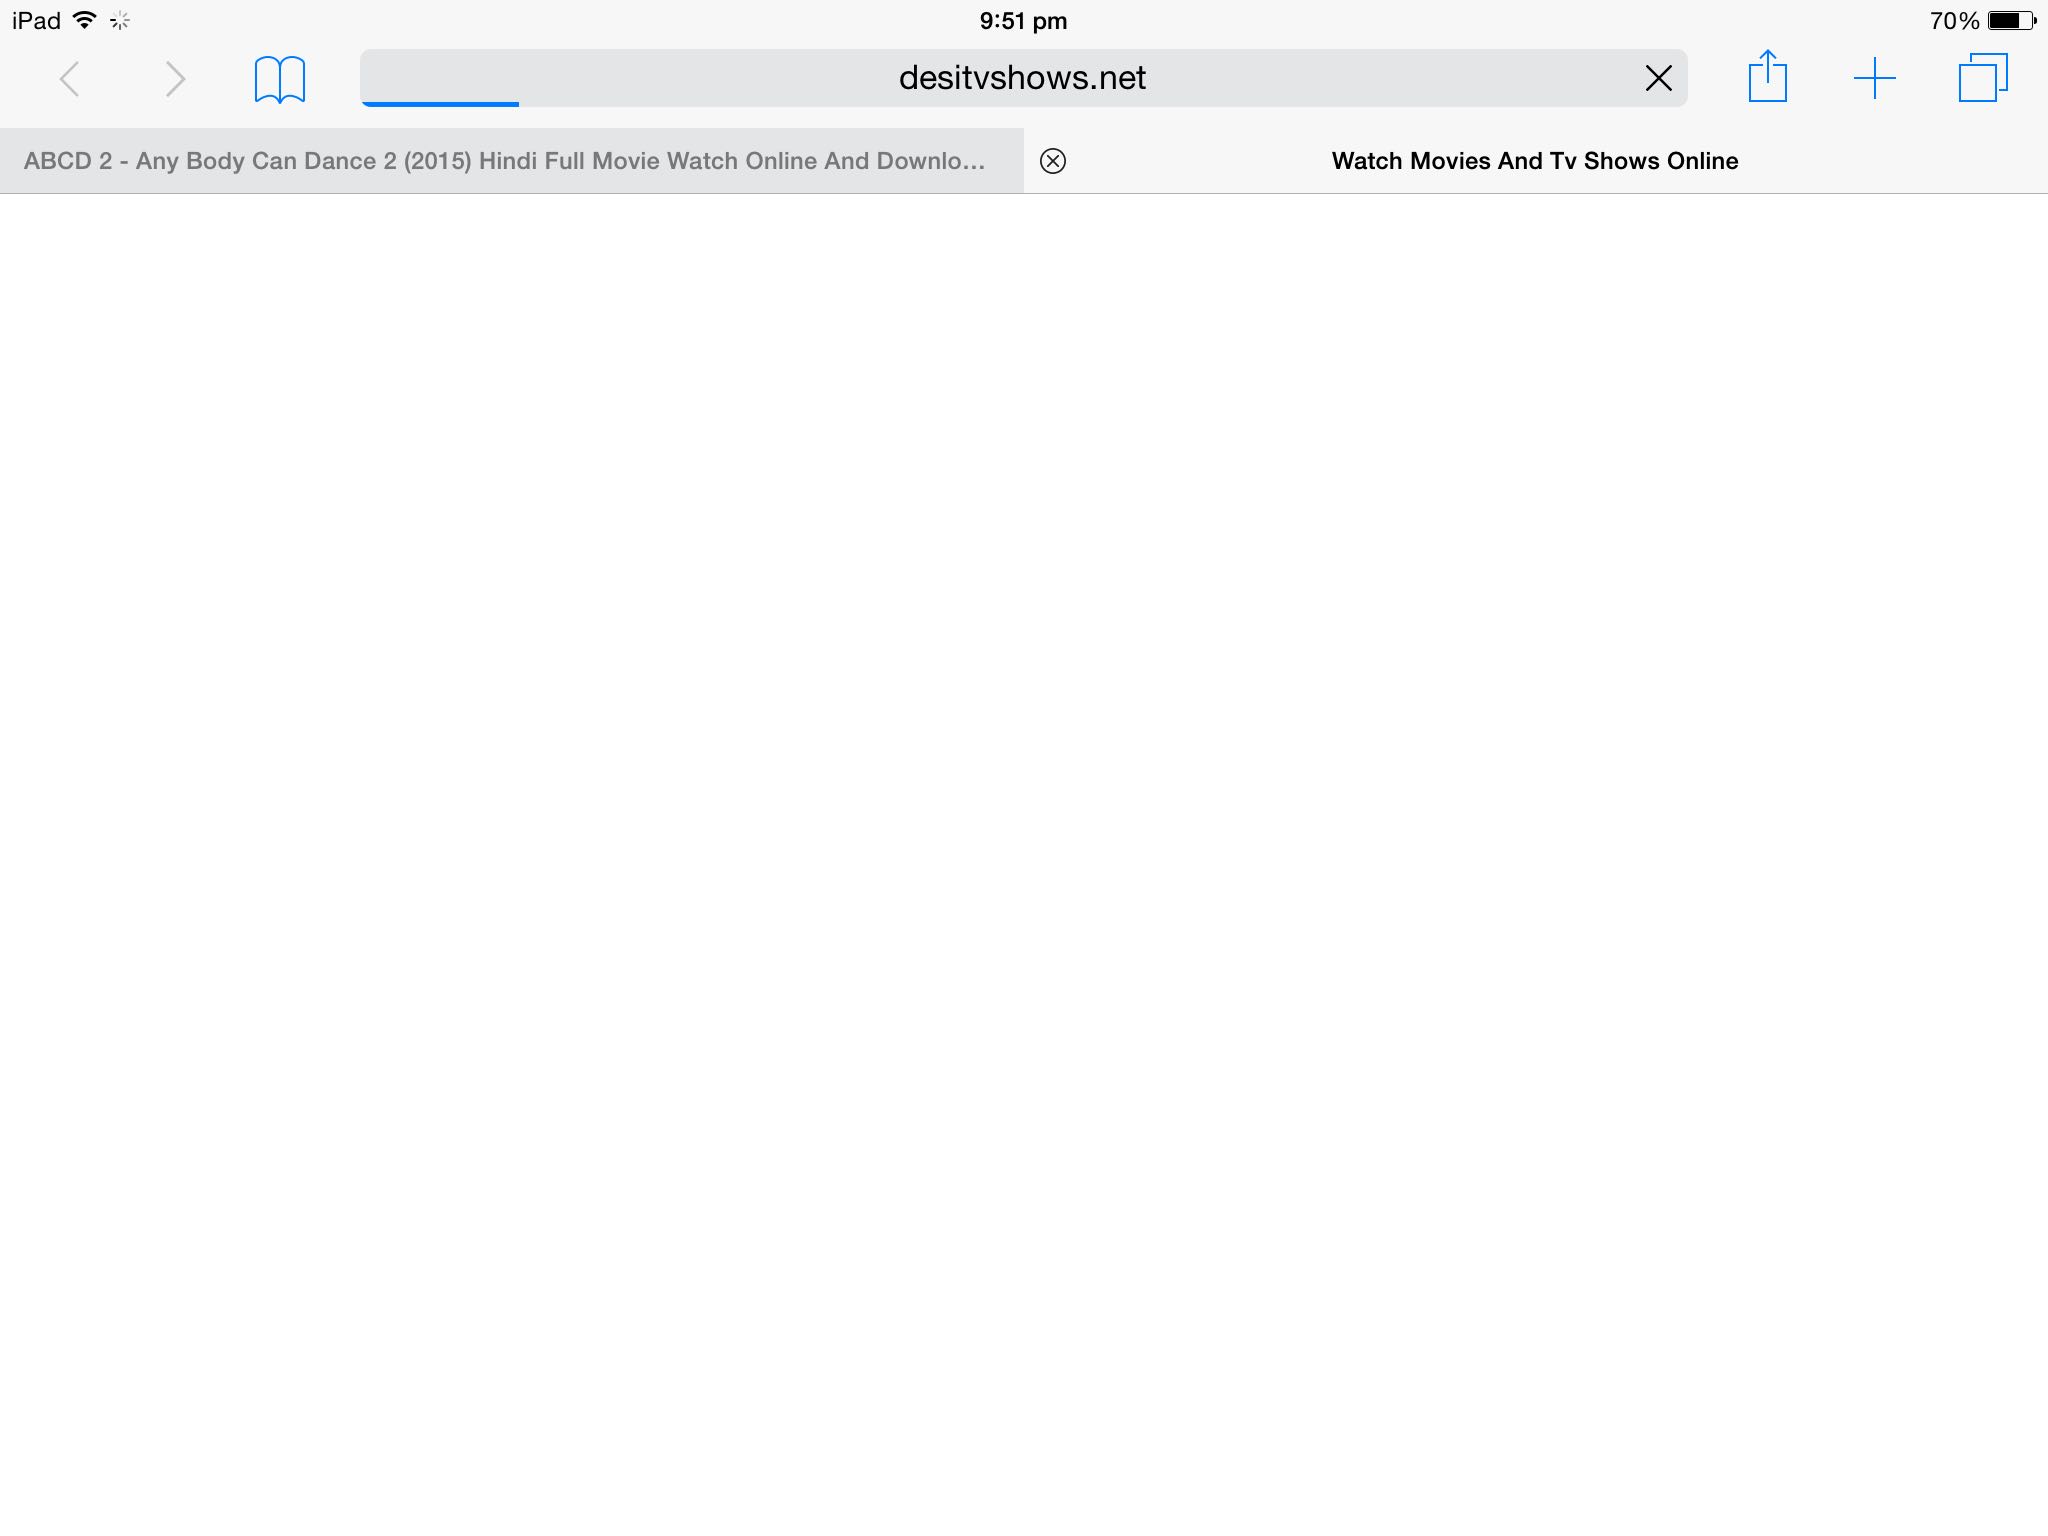 iPad 9:51 pm 70%
desitvshows.net
ABCD 2 - Any Body Can Dance 2 (2015) Hindi Full Movie Watch Online And Downlo... Watch Movies And Tv Shows Online